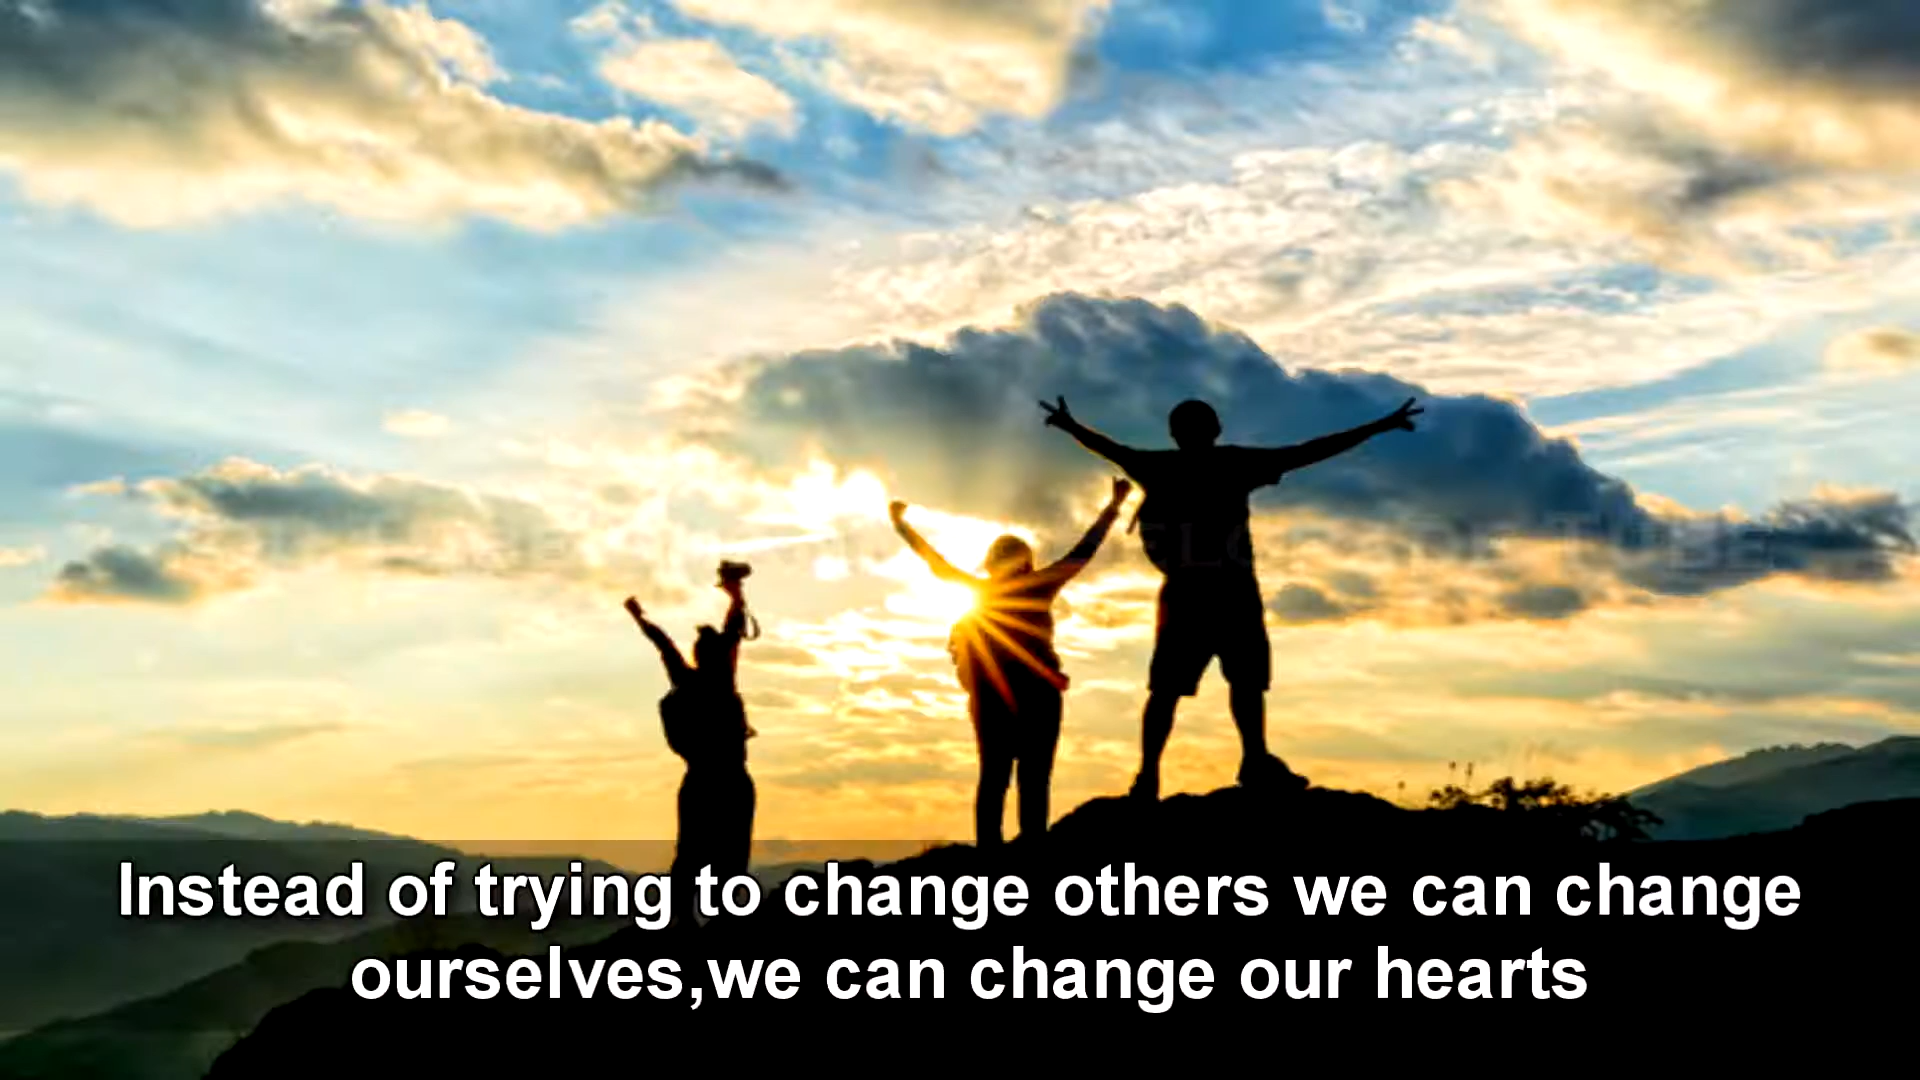 Instead of trying to change others we can change
ourselves,we can change our hearts